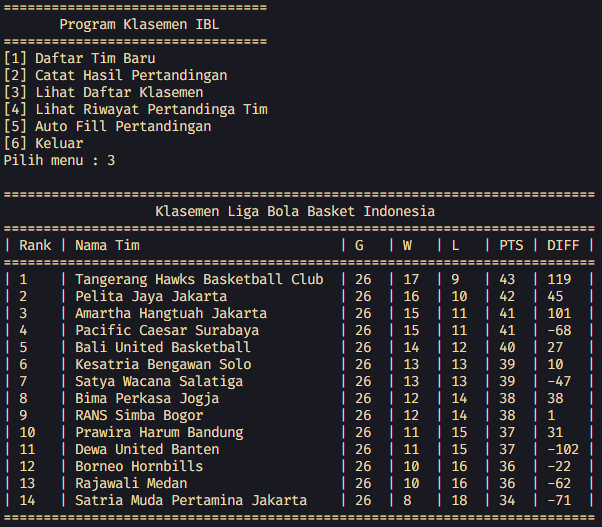 =================================
Program Klasemen IBL
=================================
[1] Daftar Tim Baru
[2] Catat Hasil Pertandingan
[3] Lihat Daftar Klasemen
[4] Lihat Riwayat Pertandinga Tim
[5] Auto Fill Pertandingan
[6] Keluar
Pilih menu : 3
==========================================================================
Klasemen Liga Bola Basket Indonesia
==========================================================================
| Rank | Nama Tim | G | W | L | PTS | DIFF |
==========================================================================
| 1 | Tangerang Hawks Basketball Club | 26 | 17 | 9 | 43 | 119 |
| 2 | Pelita Jaya Jakarta | 26 | 16 | 10 | 42 | 45 |
| 3 | Amartha Hangtuah Jakarta | 26 | 15 | 11 | 41 | 101 |
| 4 | Pacific Caesar Surabaya | 26 | 15 | 11 | 41 | -68 |
| 5 | Bali United Basketball | 26 | 14 | 12 | 40 | 27 |
| 6 | Kesatria Bengawan Solo | 26 | 13 | 13 | 39 | 10 |
| 7 | Satya Wacana Salatiga | 26 | 13 | 13 | 39 | -47 |
| 8 | Bima Perkasa Jogja | 26 | 12 | 14 | 38 | 38 |
| 9 | RANS Simba Bogor | 26 | 12 | 14 | 38 | 1 |
| 10 | Prawira Harum Bandung | 26 | 11 | 15 | 37 | 31 |
| 11 | Dewa United Banten | 26 | 11 | 15 | 37 | -102 |
| 12 | Borneo Hornbills | 26 | 10 | 16 | 36 | -22 |
| 13 | Rajawali Medan | 26 | 10 | 16 | 36 | -62 |
| 14 | Satria Muda Pertamina Jakarta | 26 | 8 | 18 | 34 | -71 |
==========================================================================